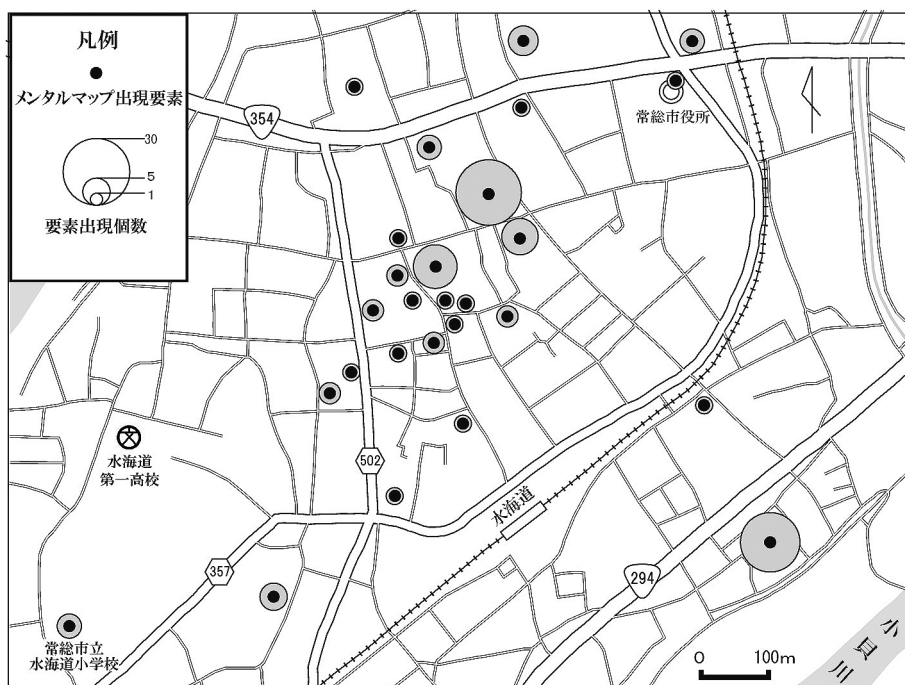 凡例
メンタルマップ出現要素
30
5
1
要素出現個数
354
常総市役所
502
水海道
第一高校
水海道
357
294
常総市立
水海道小学校
0 100m
小貝川